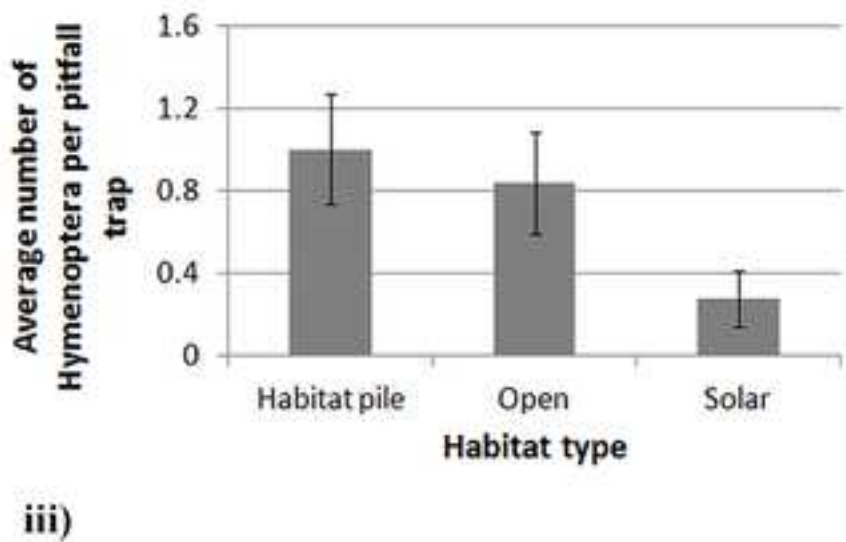 Average number of
Hymenoptera per pitfall
trap
1.6
1.2
0.8
0.4
0
Habitat pile Open Solar
Habitat type
iii)